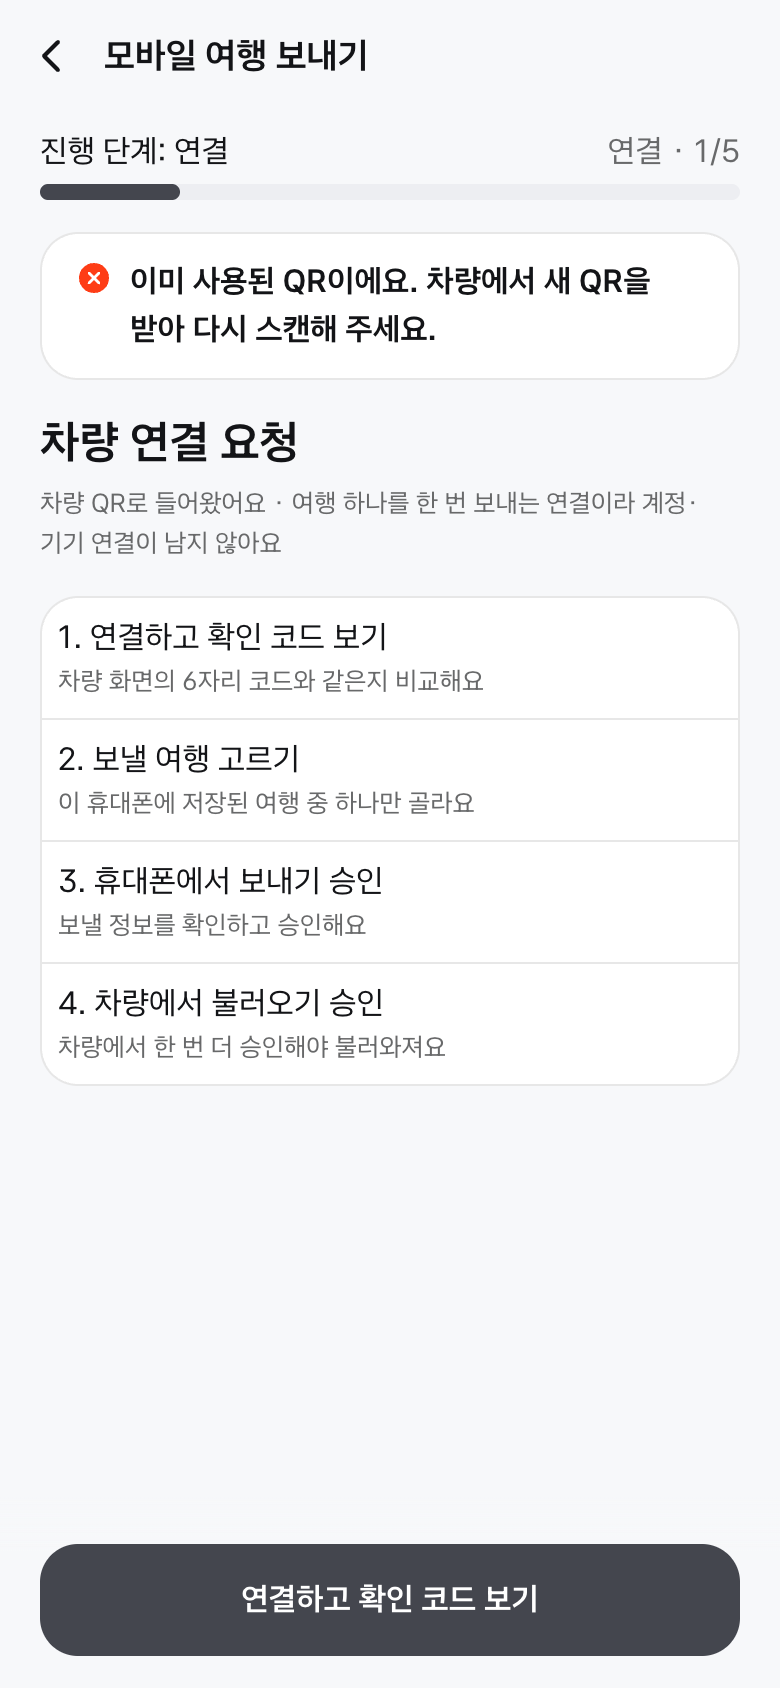 모바일 여행 보내기
진행 단계: 연결
연결 · 1/5
이미 사용된 QR이에요. 차량에서 새 QR을
받아 다시 스캔해 주세요.
차량 연결 요청
차량 QR로 들어왔어요 · 여행 하나를 한 번 보내는 연결이라 계정·
기기 연결이 남지 않아요
1. 연결하고 확인 코드 보기
차량 화면의 6자리 코드와 같은지 비교해요
2. 보낼 여행 고르기
이 휴대폰에 저장된 여행 중 하나만 골라요
3. 휴대폰에서 보내기 승인
보낼 정보를 확인하고 승인해요
4. 차량에서 불러오기 승인
차량에서 한 번 더 승인해야 불러와져요
연결하고 확인 코드 보기